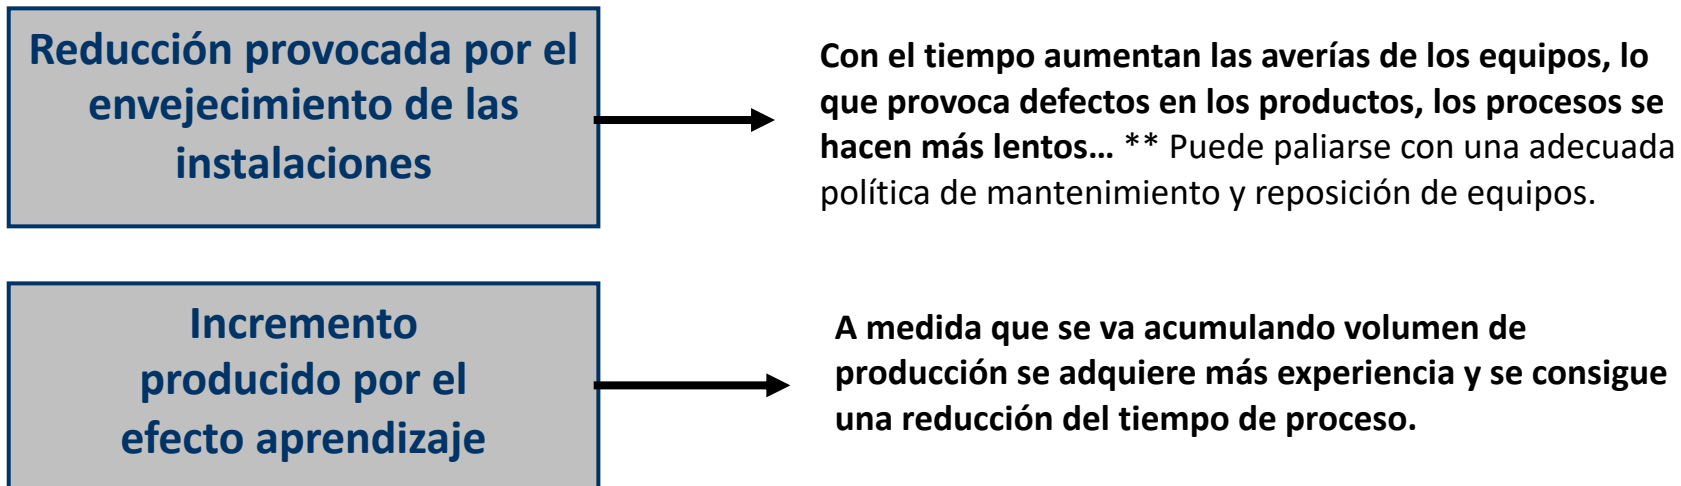 Reducción provocada por el
envejecimiento de las
instalaciones
Con el tiempo aumentan las averías de los equipos, lo
que provoca defectos en los productos, los procesos se
hacen más lentos… ** Puede paliarse con una adecuada
política de mantenimiento y reposición de equipos.
Incremento
producido por el
efecto aprendizaje
A medida que se va acumulando volumen de
producción se adquiere más experiencia y se consigue
una reducción del tiempo de proceso.